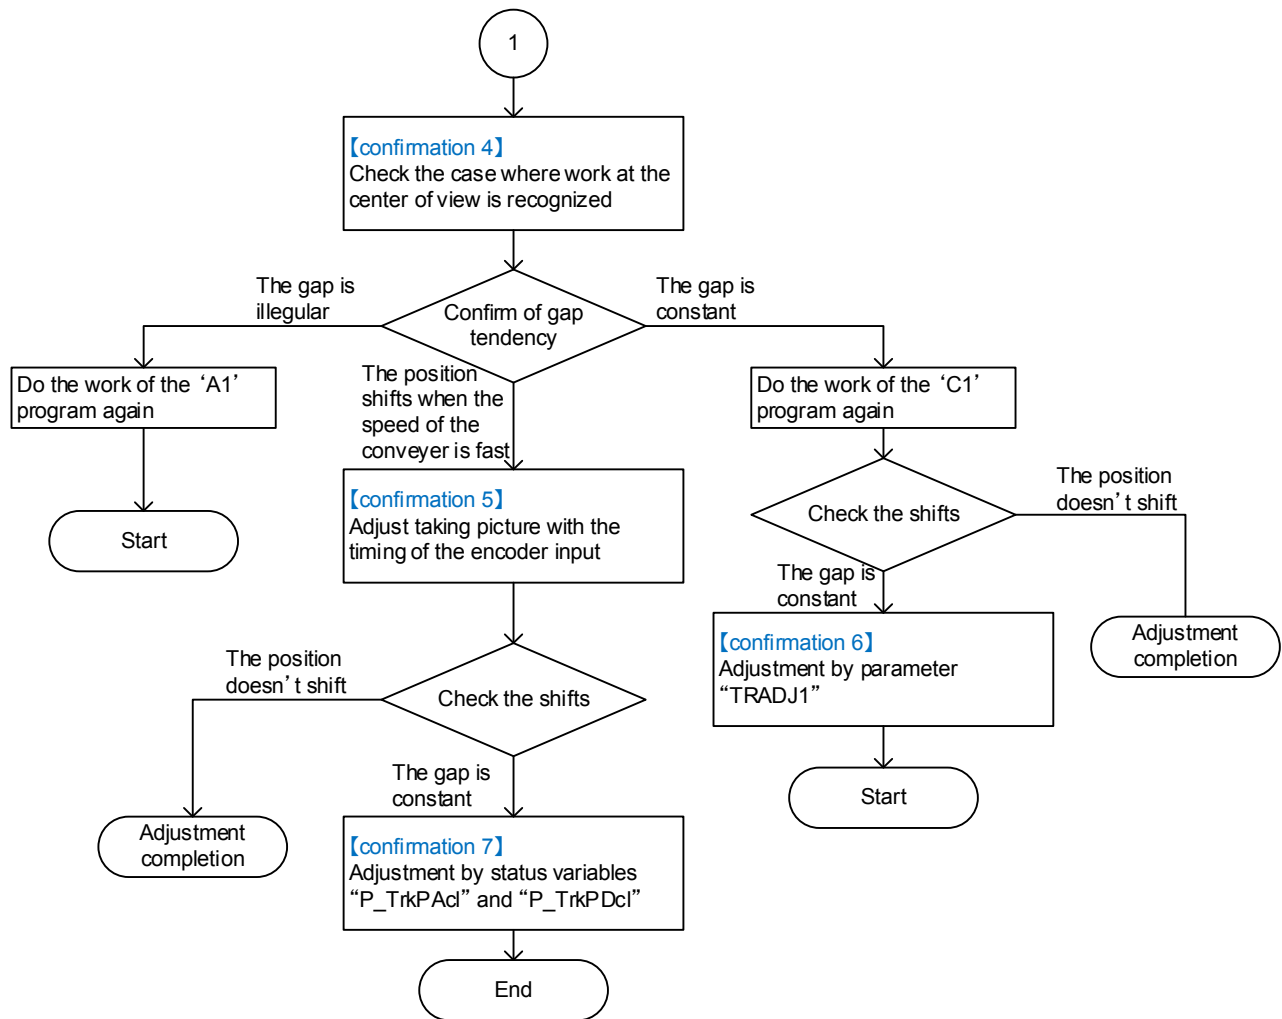 1
【confirmation 4】
Check the case where work at the
center of view is recognized
The gap is
illegular
Confirm of gap
tendency
The gap is
constant
Do the work of the ‘A1’
program again
The position
shifts when the
speed of the
conveyer is fast
Do the work of the ‘C1’
program again
Start
【confirmation 5】
Adjust taking picture with the
timing of the encoder input
Check the shifts
The position
doesn’t shift
The gap is
constant
【confirmation 6】
Adjustment by parameter
“TRADJ1”
Adjustment
completion
The position
doesn’t shift
Check the shifts
The gap is
constant
Start
Adjustment
completion
【confirmation 7】
Adjustment by status variables
“P_TrkPAcl” and “P_TrkPDcl”
End